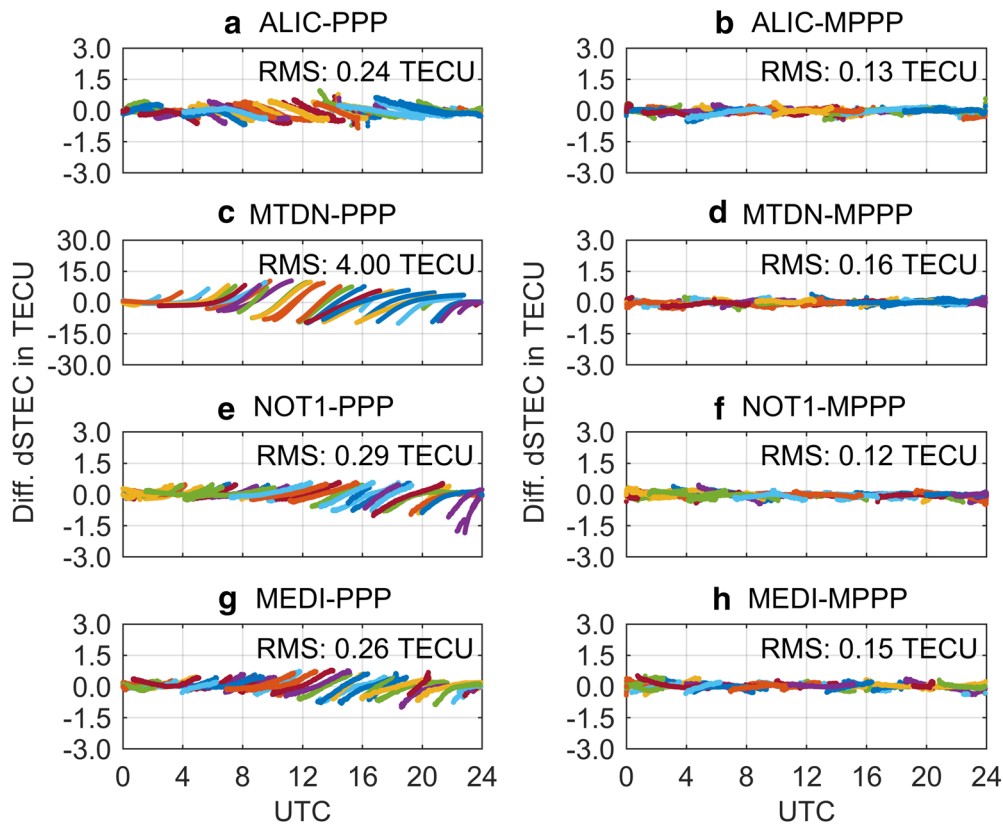 a ALIC-PPP
3.0
1.5
0.0
-1.5
-3.0
RMS: 0.24 TECU
b ALIC-MPPP
3.0
1.5
0.0
-1.5
-3.0
RMS: 0.13 TECU
c MTDN-PPP
30.0
15.0
0.0
-15.0
-30.0
RMS: 4.00 TECU
d MTDN-MPPP
3.0
1.5
0.0
-1.5
-3.0
RMS: 0.16 TECU
Diff. dSTEC in TECU
Diff. dSTEC in TECU
e NOT1-PPP
3.0
1.5
0.0
-1.5
-3.0
RMS: 0.29 TECU
f NOT1-MPPP
3.0
1.5
0.0
-1.5
-3.0
RMS: 0.12 TECU
g MEDI-PPP
3.0
1.5
0.0
-1.5
-3.0
RMS: 0.26 TECU
0 4 8 12 16 20 24
UTC
h MEDI-MPPP
3.0
1.5
0.0
-1.5
-3.0
RMS: 0.15 TECU
0 4 8 12 16 20 24
UTC